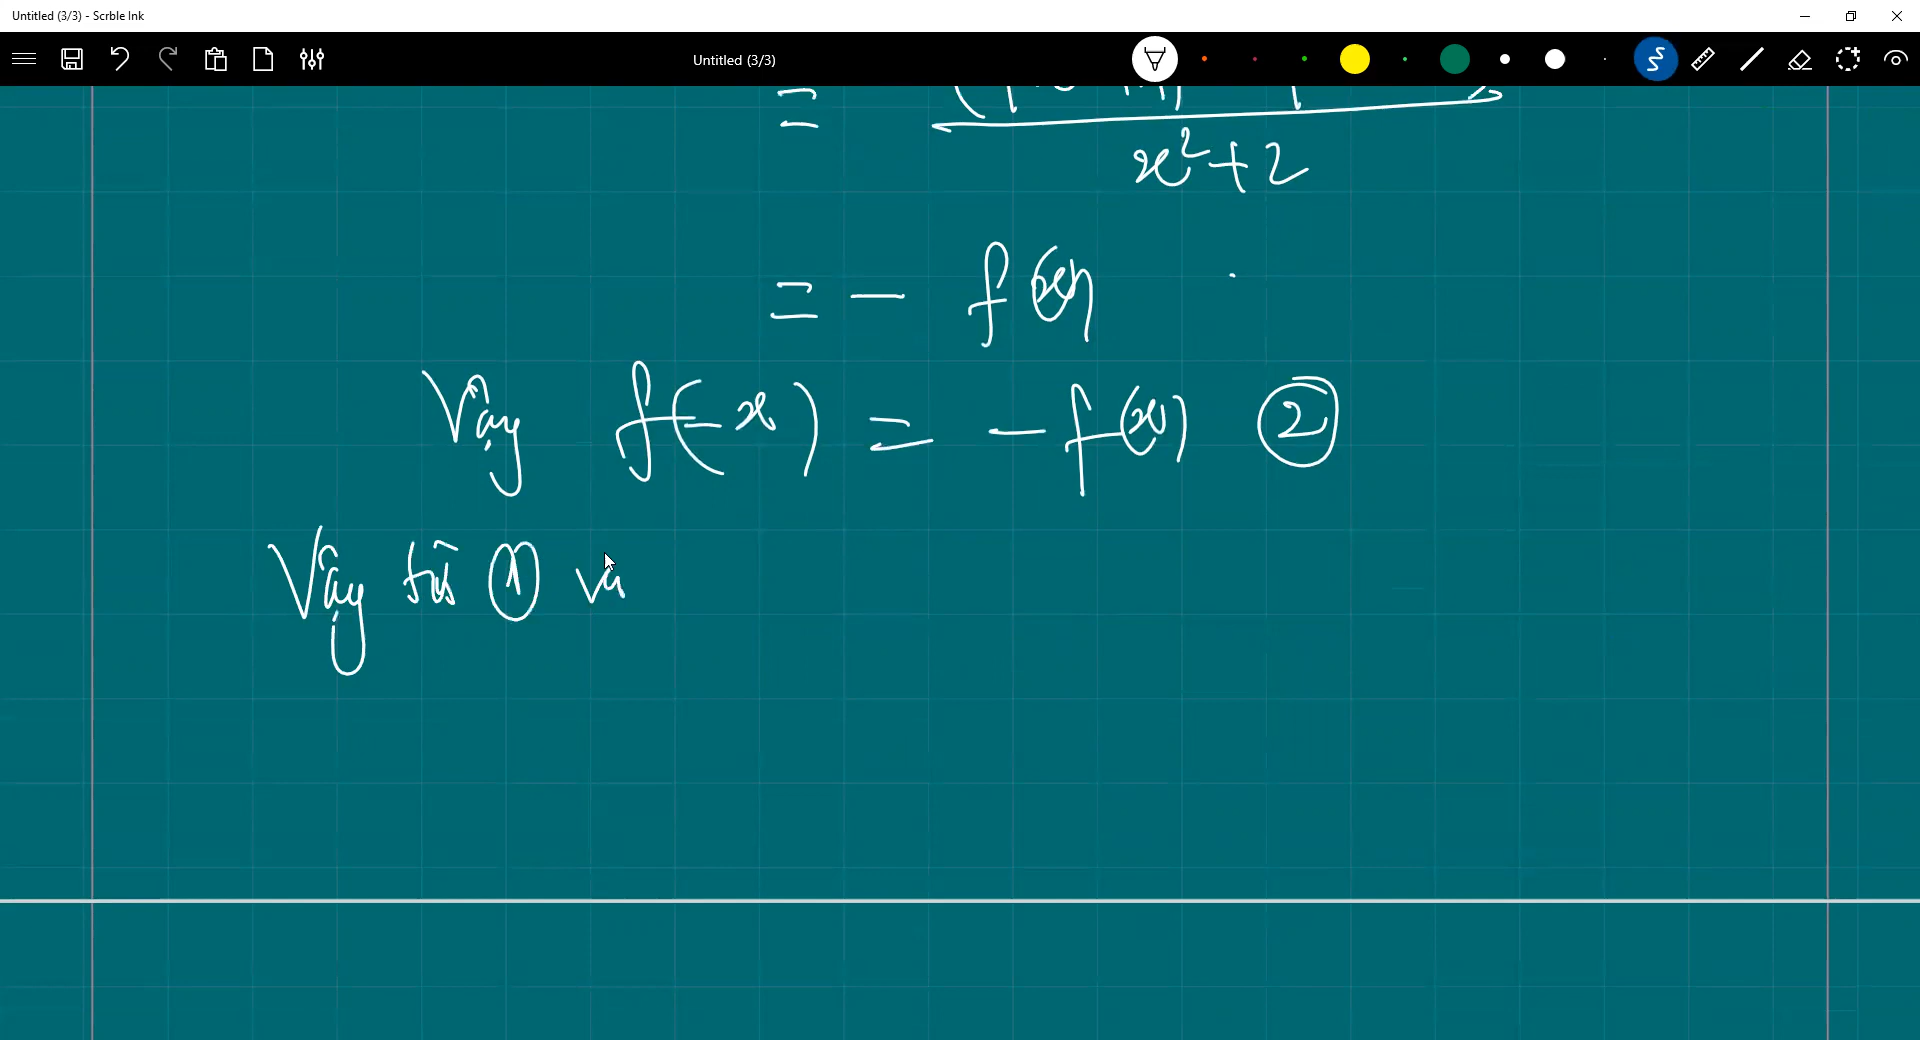 Untitled (3/3) - Scrble Ink
Untitled (3/3)
=
x²+2
= - f(x)
Vậy f(-x) = -f(x) ②
Vậy từ ① và